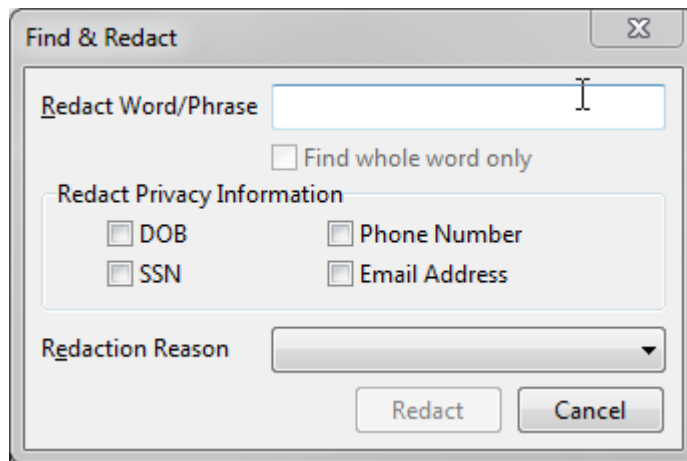 Find & Redact
Redact Word/Phrase
Find whole word only
Redact Privacy Information
DOB Phone Number
SSN Email Address
Redaction Reason
Redact Cancel